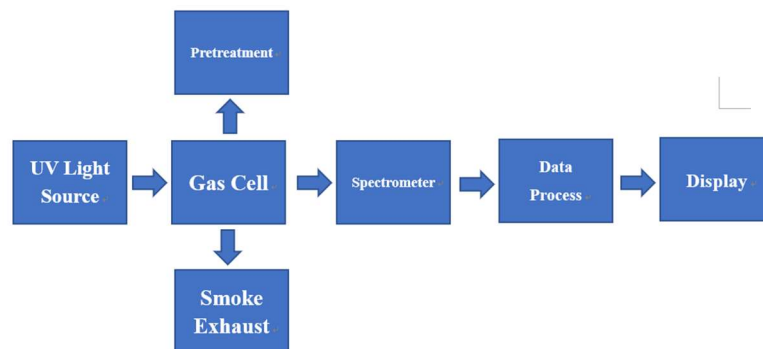 Pretreatment
UV Light
Source
Gas Cell
Spectrometer
Data
Process
Display
Smoke
Exhaust